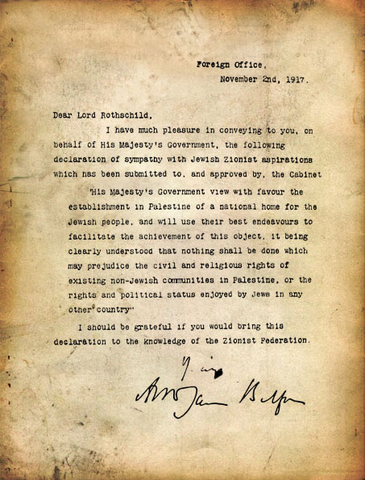 Foreign Office,
November 2nd, 1917.
Dear Lord Rothschild,
I have much pleasure in conveying to you, on
behalf of His Majesty's Government, the following
declaration of sympathy with Jewish Zionist aspirations
which has been submitted to, and approved by, the Cabinet
"His Majesty's Government view with favour the
establishment in Palestine of a national home for the
Jewish people, and will use their best endeavours to
facilitate the achievement of this object, it being
clearly understood that nothing shall be done which
may prejudice the civil and religious rights of
existing non-Jewish communities in Palestine, or the
rights and political status enjoyed by Jews in any
other country"
I should be grateful if you would bring this
declaration to the knowledge of the Zionist Federation.
Balfour